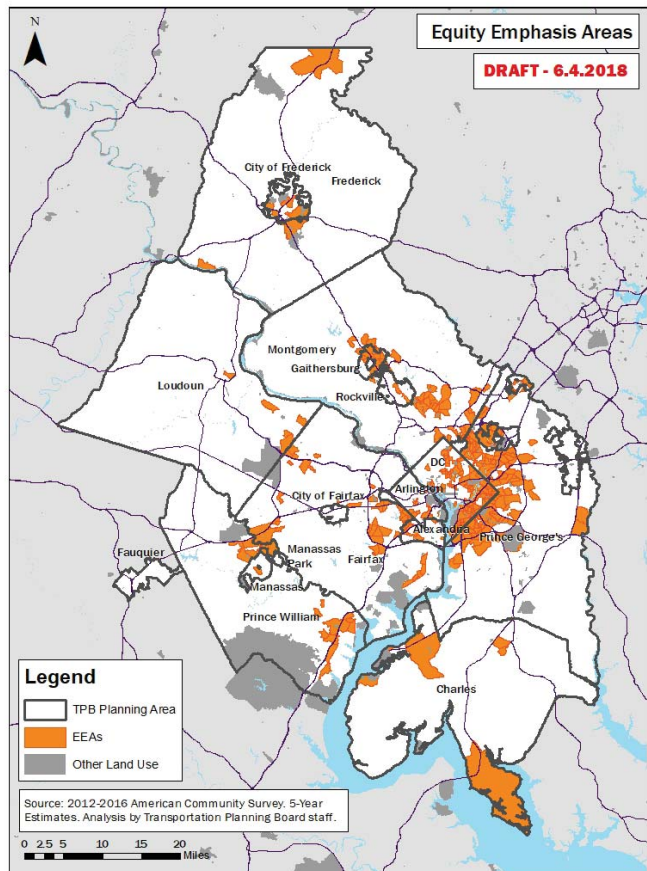 N
Equity Emphasis Areas
DRAFT - 6.4.2018
City of Frederick
Frederick
Montgomery
Gaithersburg
Loudoun
Rockville
DC
Arlington
City of Fairfax
Alexandria
Prince George's
Fauquier
Manassas
Park
Fairfax
Manassas
Prince William
Charles
Legend
TPB Planning Area
EEAs
Other Land Use
Source: 2012-2016 American Community Survey. 5-Year
Estimates. Analysis by Transportation Planning Board staff.
0 2.5 5 10 15 20
Miles